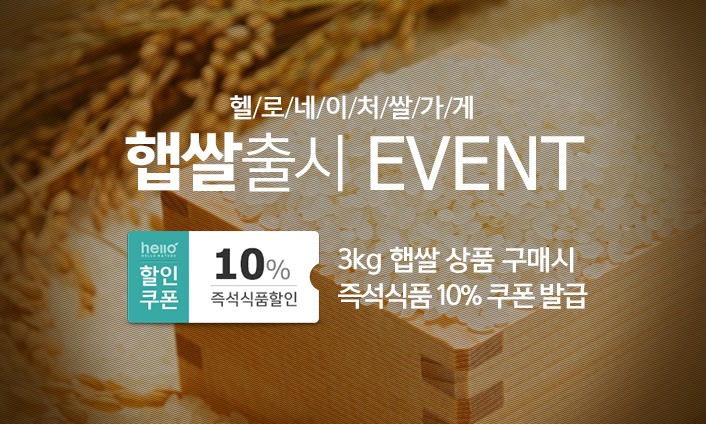 헬/로/네/이/처/쌀/가/게
햅쌀출시 EVENT
hello
HELLO NATURE
할인
쿠폰
10%
즉석식품할인
3kg 햅쌀 상품 구매시
즉석식품 10% 쿠폰 발급